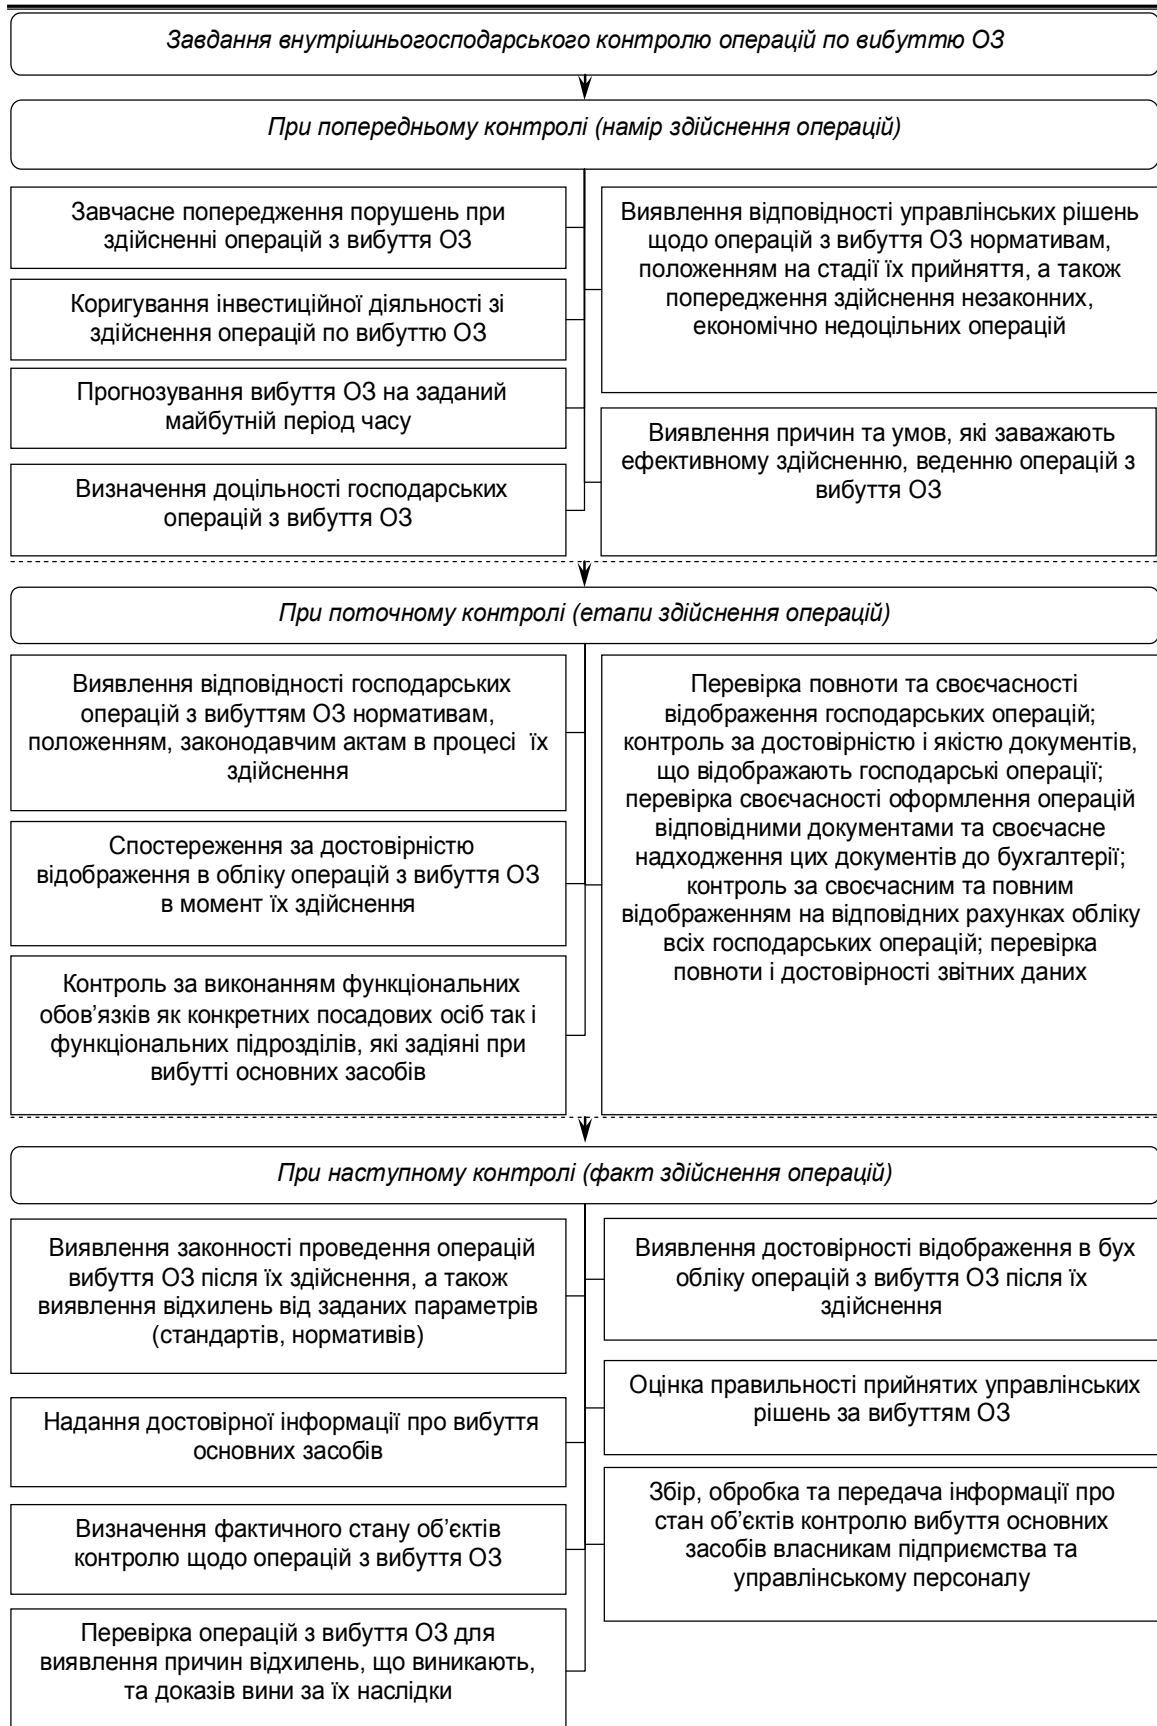 Завдання внутрішньогосподарського контролю операцій по вибуттю ОЗ
При попередньому контролі (намір здійснення операцій)
Завчасне попередження порушень при
здійсненні операцій з вибуття ОЗ
Коригування інвестиційної діяльності зі
здійснення операцій по вибуттю ОЗ
Прогнозування вибуття ОЗ на заданий
майбутній період часу
Визначення доцільності господарських
операцій з вибуття ОЗ
Виявлення відповідності управлінських рішень
щодо операцій з вибуття ОЗ нормативам,
положенням на стадії їх прийняття, а також
попередження здійснення незаконних,
економічно недоцільних операцій
Виявлення причин та умов, які заважають
ефективному здійсненню, веденню операцій з
вибуття ОЗ
При поточному контролі (етапи здійснення операцій)
Виявлення відповідності господарських
операцій з вибуттям ОЗ нормативам,
положенням, законодавчим актам в процесі їх
здійснення
Спостереження за достовірністю
відображення в обліку операцій з вибуття ОЗ
в момент їх здійснення
Контроль за виконанням функціональних
обов’язків як конкретних посадових осіб так і
функціональних підрозділів, які задіяні при
вибутті основних засобів
Перевірка повноти та своєчасності
відображення господарських операцій;
контроль за достовірністю і якістю документів,
що відображають господарські операції;
перевірка своєчасності оформлення операцій
відповідними документами та своєчасне
надходження цих документів до бухгалтерії;
контроль за своєчасним та повним
відображенням на відповідних рахунках обліку
всіх господарських операцій; перевірка
повноти і достовірності звітних даних
При наступному контролі (факт здійснення операцій)
Виявлення законності проведення операцій
вибуття ОЗ після їх здійснення, а також
виявлення відхилень від заданих параметрів
(стандартів, нормативів)
Надання достовірної інформації про вибуття
основних засобів
Визначення фактичного стану об’єктів
контролю щодо операцій з вибуття ОЗ
Перевірка операцій з вибуття ОЗ для
виявлення причин відхилень, що виникають,
та доказів вини за їх наслідки
Виявлення достовірності відображення в бух
обліку операцій з вибуття ОЗ після їх
здійснення
Оцінка правильності прийнятих управлінських
рішень за вибуттям ОЗ
Збір, обробка та передача інформації про
стан об’єктів контролю вибуття основних
засобів власникам підприємства та
управлінському персоналу